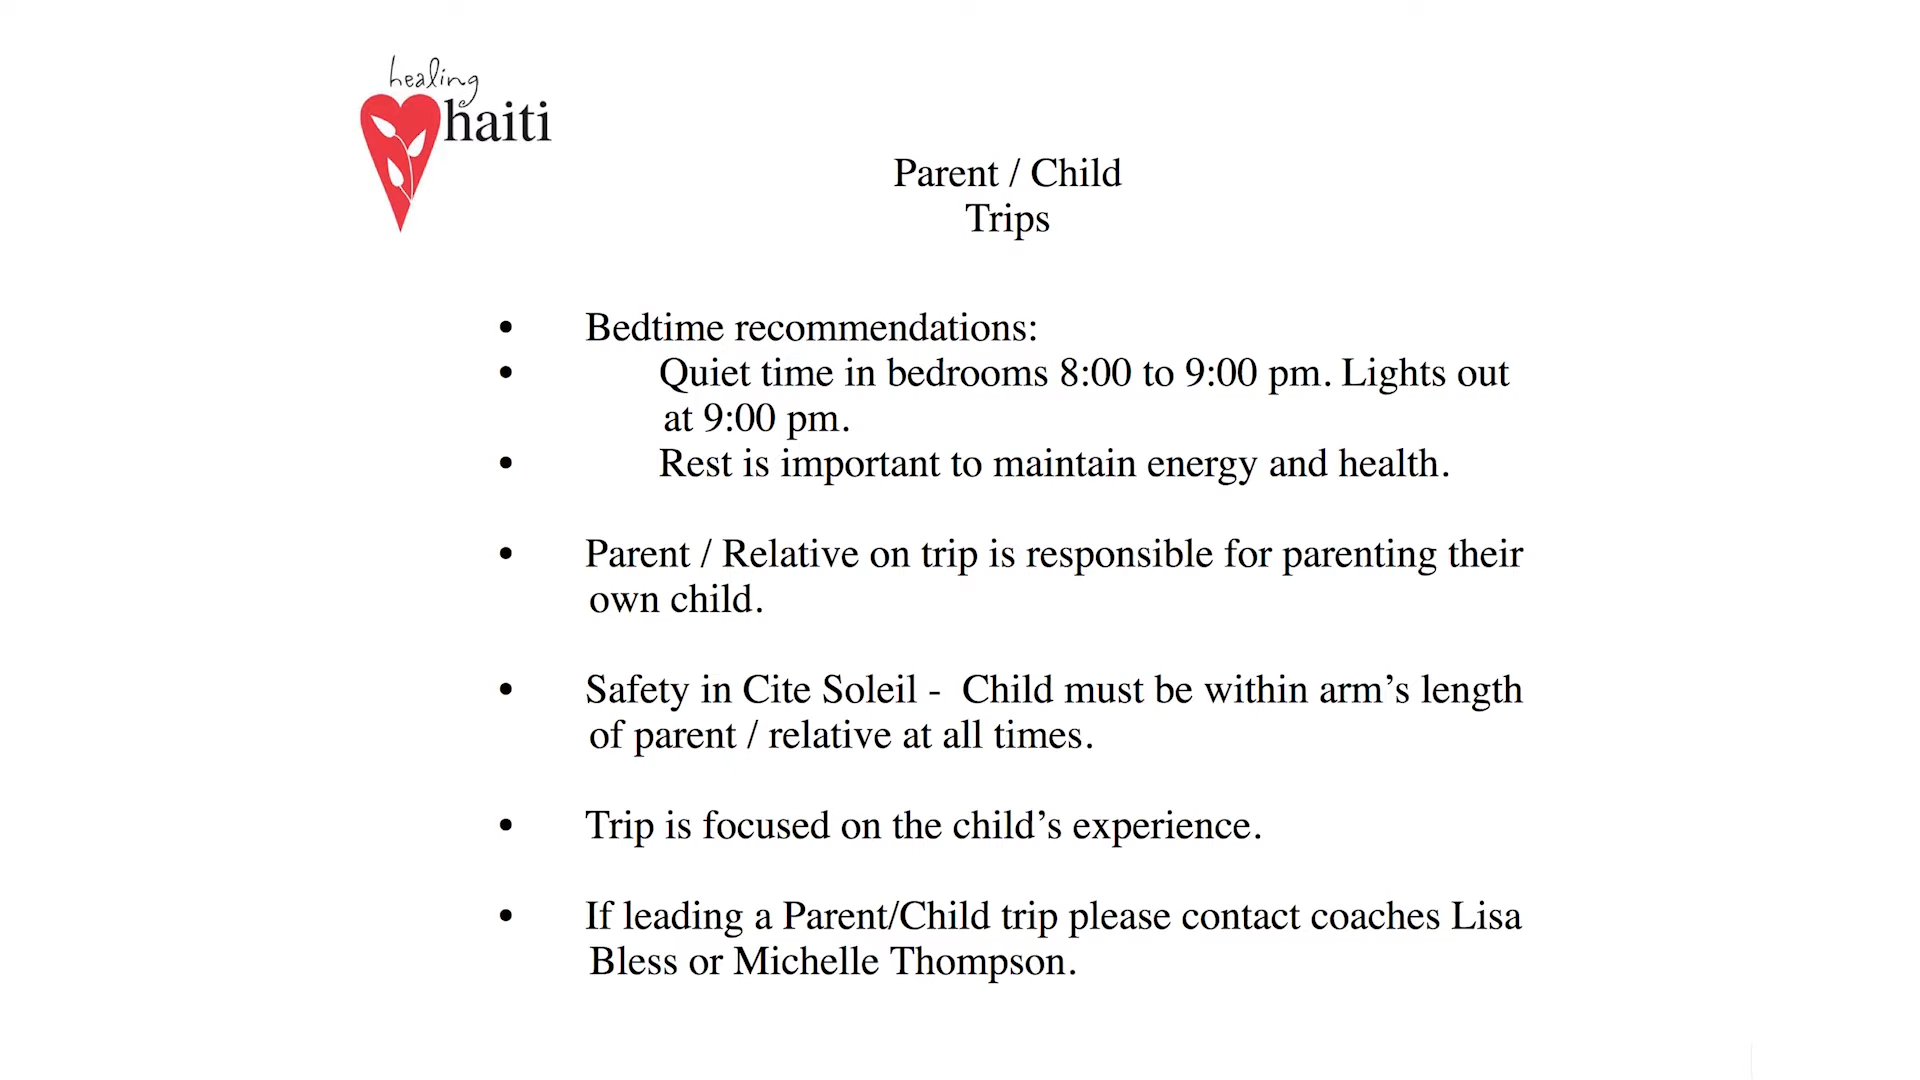 healing
haiti
Parent / Child
Trips
• Bedtime recommendations:
• Quiet time in bedrooms 8:00 to 9:00 pm. Lights out
at 9:00 pm.
• Rest is important to maintain energy and health.
• Parent / Relative on trip is responsible for parenting their
own child.
• Safety in Cite Soleil -  Child must be within arm’s length
of parent / relative at all times.
• Trip is focused on the child’s experience.
• If leading a Parent/Child trip please contact coaches Lisa
Bless or Michelle Thompson.